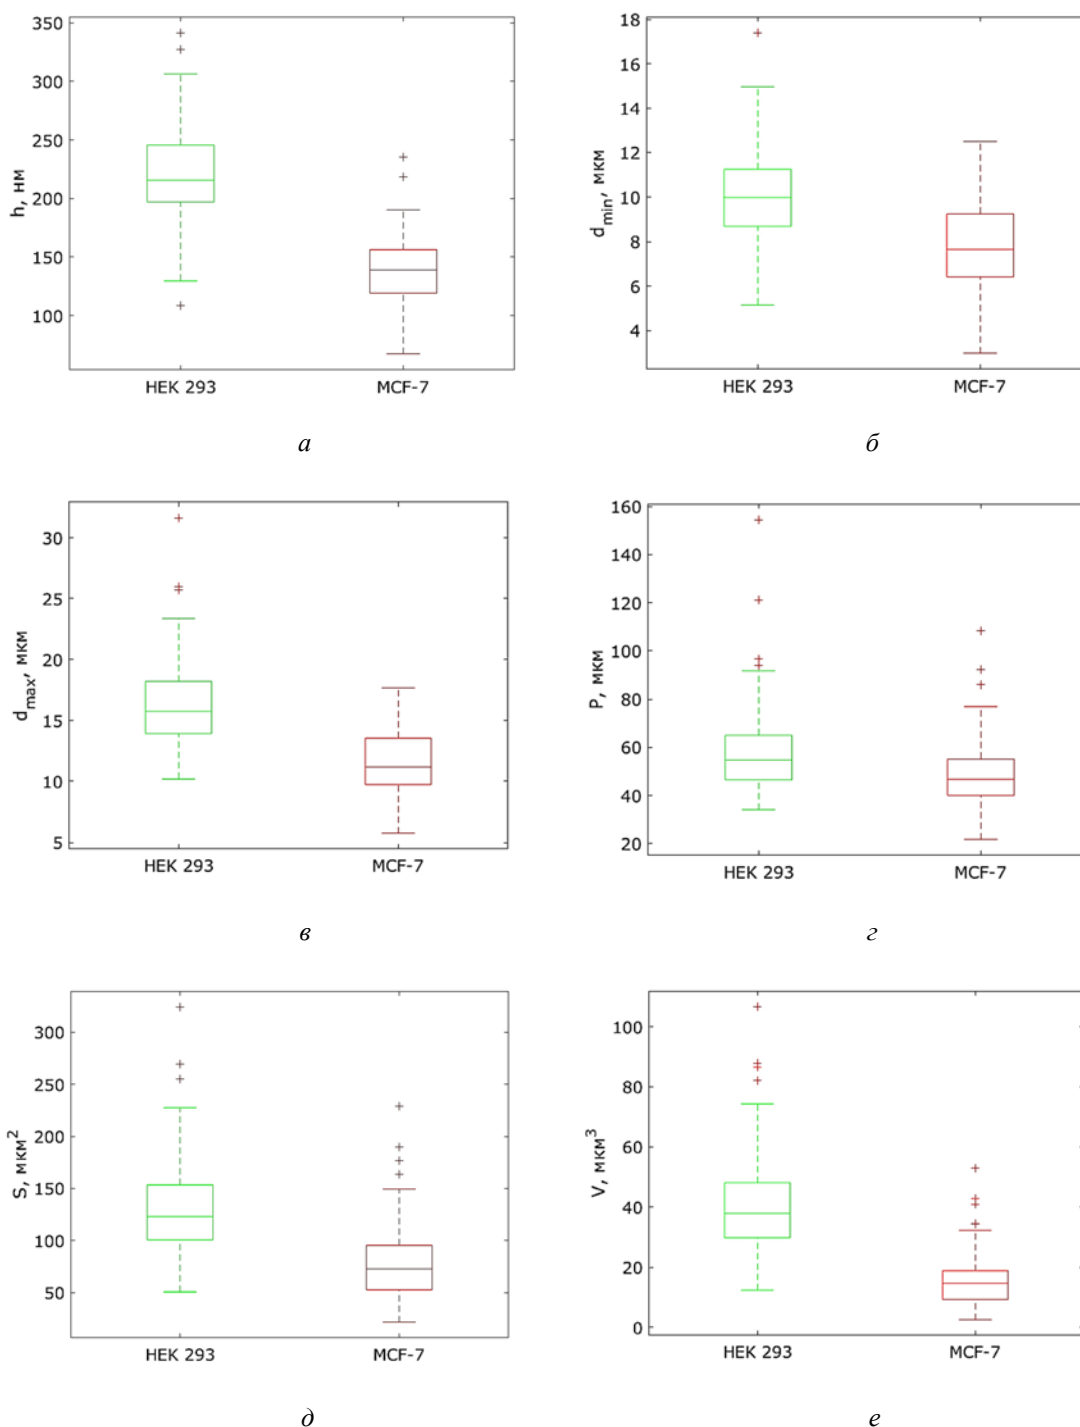 350
300
250
200
150
100
h, нм
HEK 293
MCF-7
а
18
16
14
12
10
8
6
4
d_min, мкм
HEK 293
MCF-7
б
30
25
20
15
10
5
d_max, мкм
HEK 293
MCF-7
в
160
140
120
100
80
60
40
20
P, мкм
HEK 293
MCF-7
г
300
250
200
150
100
50
S, мкм²
HEK 293
MCF-7
д
100
80
60
40
20
0
V, мкм³
HEK 293
MCF-7
е